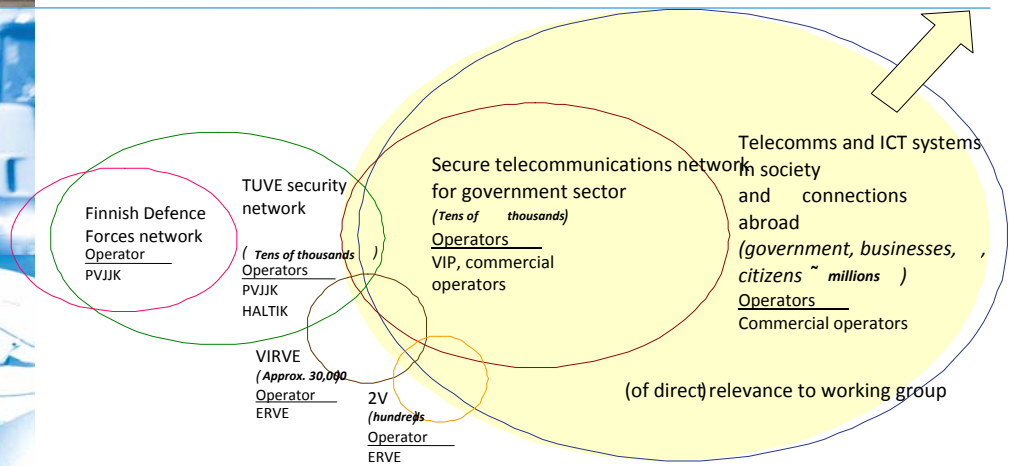 Finnish Defence
Forces network
Operator
PVJJK
TUVE security
network
( Tens of thousands )
Operators
PVJJK
HALTIK
VIRVE
( Approx. 30,000
Operator
ERVE
2V
(hundreds)
Operator
ERVE
Secure telecommunications network
for government sector
(Tens of thousands)
Operators
VIP, commercial
operators
Telecomms and ICT systems
in society
and connections
abroad
(government, businesses, ,
citizens ~ millions )
Operators
Commercial operators
(of direct) relevance to working group